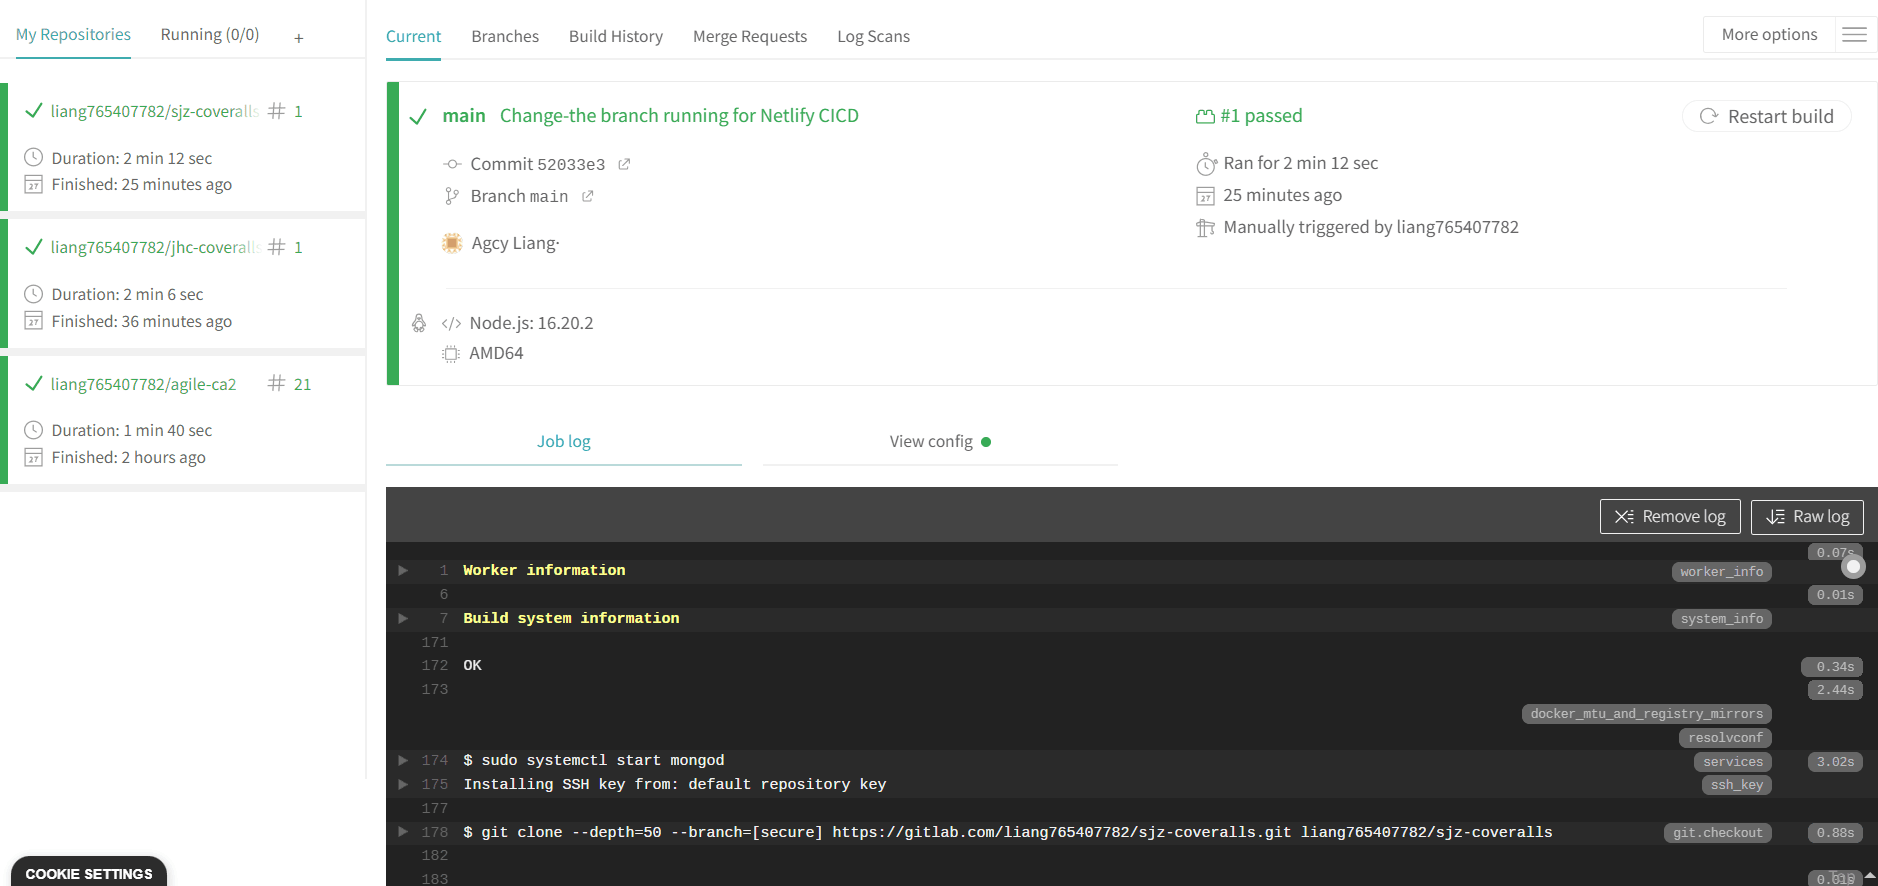 My Repositories Running (0/0) +
liang765407782/sjz-coveralls # 1
Duration: 2 min 12 sec
Finished: 25 minutes ago
liang765407782/jhc-coveralls # 1
Duration: 2 min 6 sec
Finished: 36 minutes ago
liang765407782/agile-ca2 # 21
Duration: 1 min 40 sec
Finished: 2 hours ago
COOKIE SETTINGS
Current Branches Build History Merge Requests Log Scans More options
main Change-the branch running for Netlify CICD
Commit 52033e3
Branch main
Agcy Liang·
#1 passed
Ran for 2 min 12 sec
25 minutes ago
Manually triggered by liang765407782
Restart build
Node.js: 16.20.2
AMD64
Job log View config
Remove log Raw log
0.07s
1 Worker information worker_info
6 0.01s
7 Build system information system_info
171
172 OK 0.34s
173 2.44s
docker_mtu_and_registry_mirrors
resolvconf
174 $ sudo systemctl start mongod services 3.02s
175 Installing SSH key from: default repository key ssh_key
177
178 $ git clone --depth=50 --branch=[secure] https://gitlab.com/liang765407782/sjz-coveralls.git liang765407782/sjz-coveralls git.checkout 0.88s
182
183 0.01s
Top